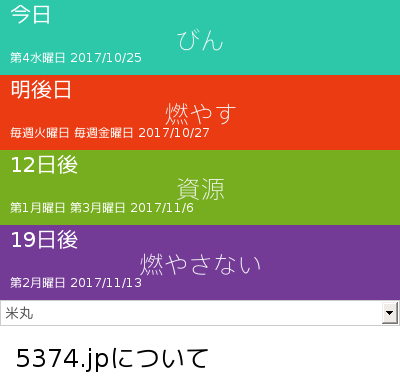 今日
びん
第4水曜日 2017/10/25
明後日
燃やす
毎週火曜日 毎週金曜日 2017/10/27
12日後
資源
第1月曜日 第3月曜日 2017/11/6
19日後
燃やさない
第2月曜日 2017/11/13
米丸
5374.jpについて